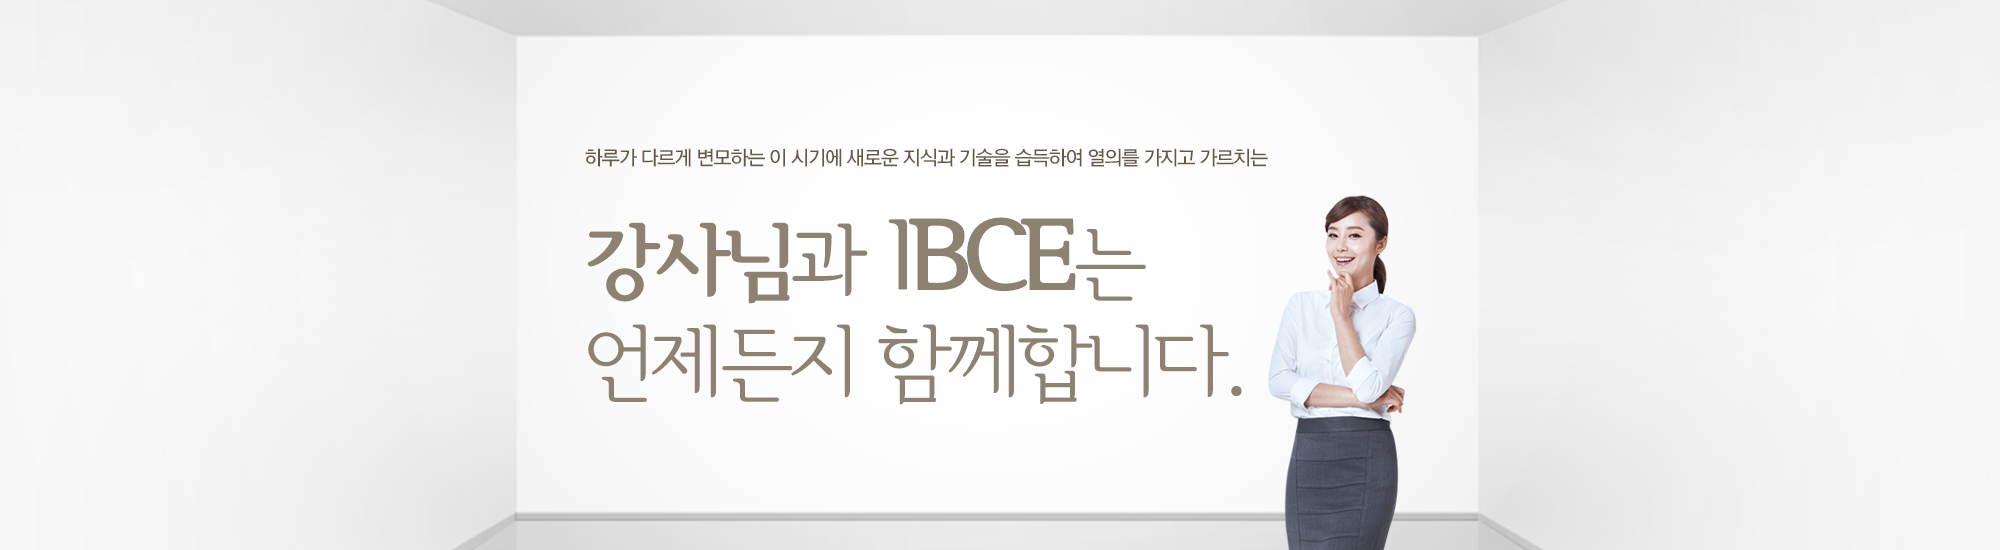 하루가 다르게 변모하는 이 시기에 새로운 지식과 기술을 습득하여 열의를 가지고 가르치는
강사님과 IBCE는
언제든지 함께합니다.